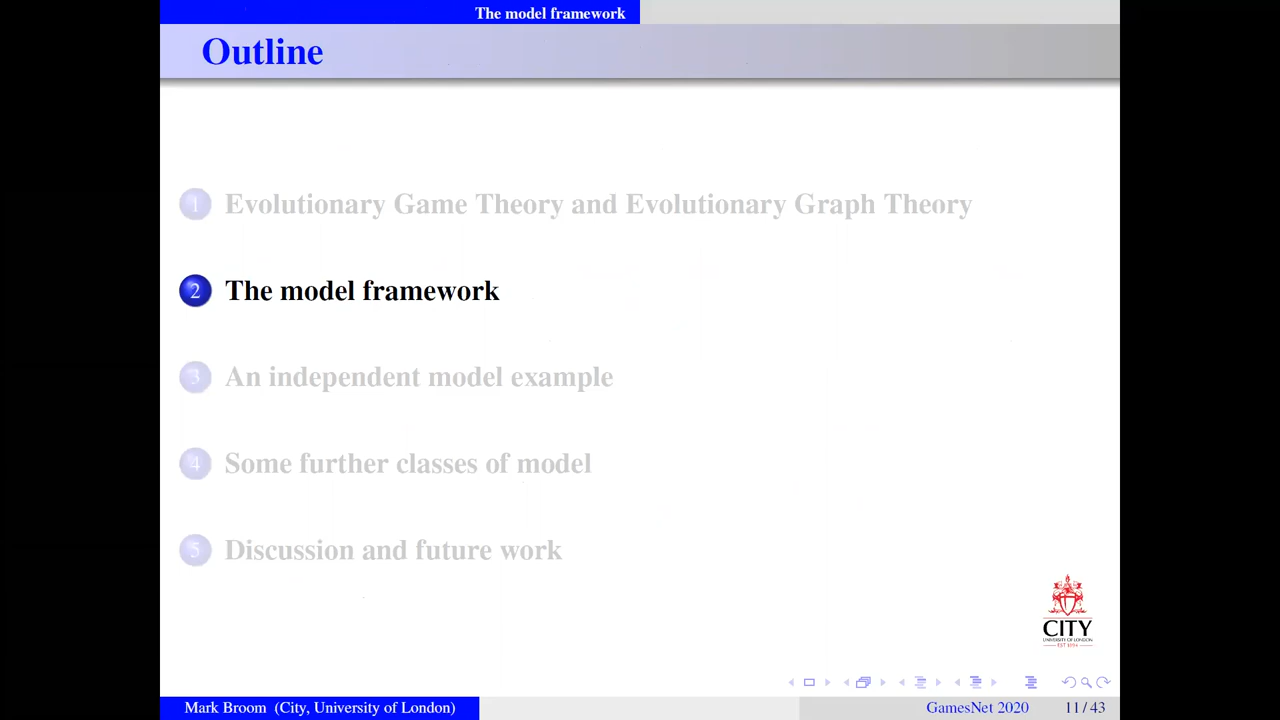 The model framework
Outline
1 Evolutionary Game Theory and Evolutionary Graph Theory
2 The model framework
3 An independent model example
4 Some further classes of model
5 Discussion and future work
CITY
UNIVERSITY OF LONDON
EST 1894
Mark Broom (City, University of London) GamesNet 2020 11 / 43